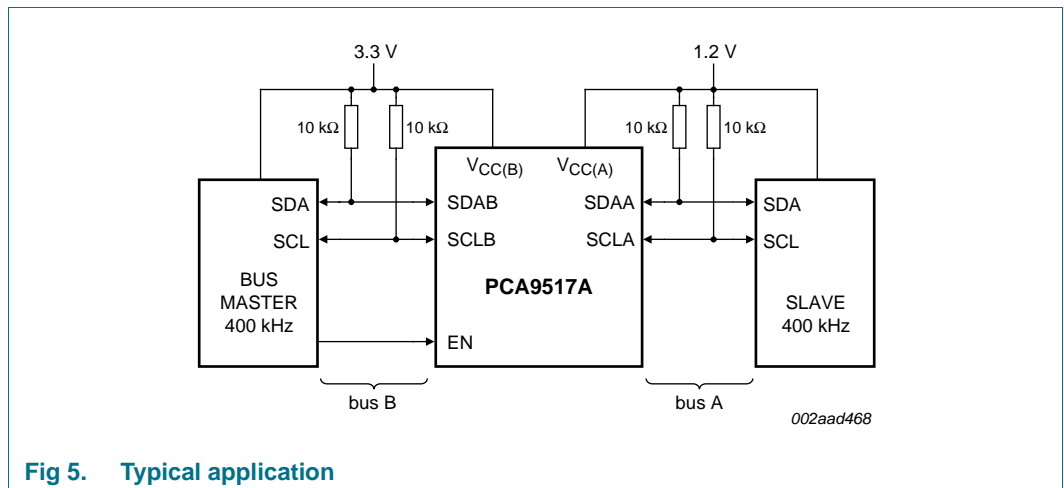 3.3 V
1.2 V
10 kΩ
10 kΩ
10 kΩ
10 kΩ
VCC(B)
VCC(A)
SDA
SDAB
SDAA
SDA
SCL
SCLB
SCLA
SCL
BUS
MASTER
400 kHz
PCA9517A
SLAVE
400 kHz
EN
bus B
bus A
002aad468
Fig 5. Typical application